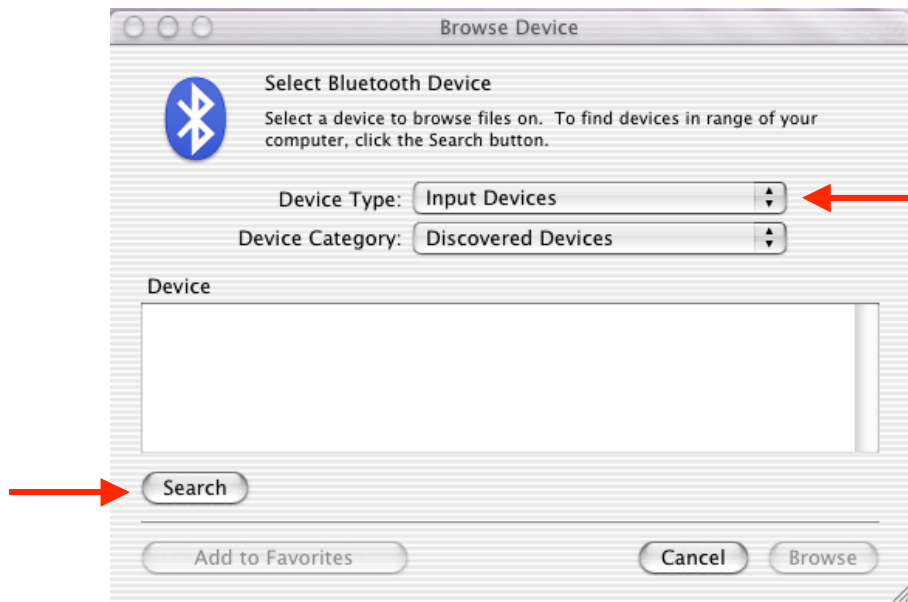 Browse Device
Select Bluetooth Device
Select a device to browse files on. To find devices in range of your
computer, click the Search button.
Device Type: Input Devices
Device Category: Discovered Devices
Device
Search
Add to Favorites Cancel Browse